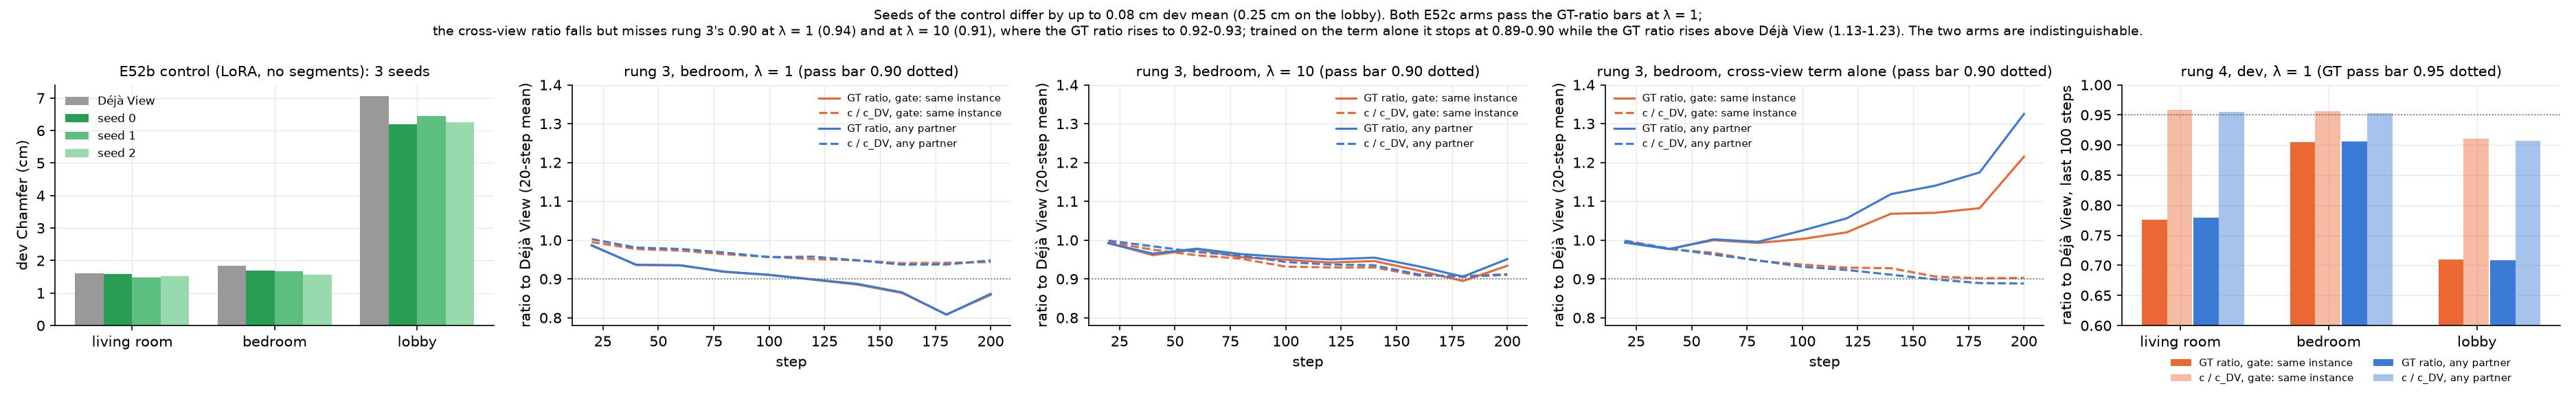 Seeds of the control differ by up to 0.08 cm dev mean (0.25 cm on the lobby). Both E52c arms pass the GT-ratio bars at λ = 1;
the cross-view ratio falls but misses rung 3's 0.90 at λ = 1 (0.94) and at λ = 10 (0.91), where the GT ratio rises to 0.92-0.93; trained on the term alone it stops at 0.89-0.90 while the GT ratio rises above Déjà View (1.13-1.23). The two arms are indistinguishable.
E52b control (LoRA, no segments): 3 seeds
dev Chamfer (cm)
7
6
5
4
3
2
1
0
Déjà View
seed 0
seed 1
seed 2
living room
bedroom
lobby
rung 3, bedroom, λ = 1 (pass bar 0.90 dotted)
ratio to Déjà View (20-step mean)
1.4
1.3
1.2
1.1
1.0
0.9
0.8
GT ratio, gate: same instance
c / c_DV, gate: same instance
GT ratio, any partner
c / c_DV, any partner
25
50
75
100
125
150
175
200
step
rung 3, bedroom, λ = 10 (pass bar 0.90 dotted)
ratio to Déjà View (20-step mean)
1.4
1.3
1.2
1.1
1.0
0.9
0.8
GT ratio, gate: same instance
c / c_DV, gate: same instance
GT ratio, any partner
c / c_DV, any partner
25
50
75
100
125
150
175
200
step
rung 3, bedroom, cross-view term alone (pass bar 0.90 dotted)
ratio to Déjà View (20-step mean)
1.4
1.3
1.2
1.1
1.0
0.9
0.8
GT ratio, gate: same instance
c / c_DV, gate: same instance
GT ratio, any partner
c / c_DV, any partner
25
50
75
100
125
150
175
200
step
rung 4, dev, λ = 1 (GT pass bar 0.95 dotted)
ratio to Déjà View, last 100 steps
1.00
0.95
0.90
0.85
0.80
0.75
0.70
0.65
0.60
living room
bedroom
lobby
GT ratio, gate: same instance
c / c_DV, gate: same instance
GT ratio, any partner
c / c_DV, any partner